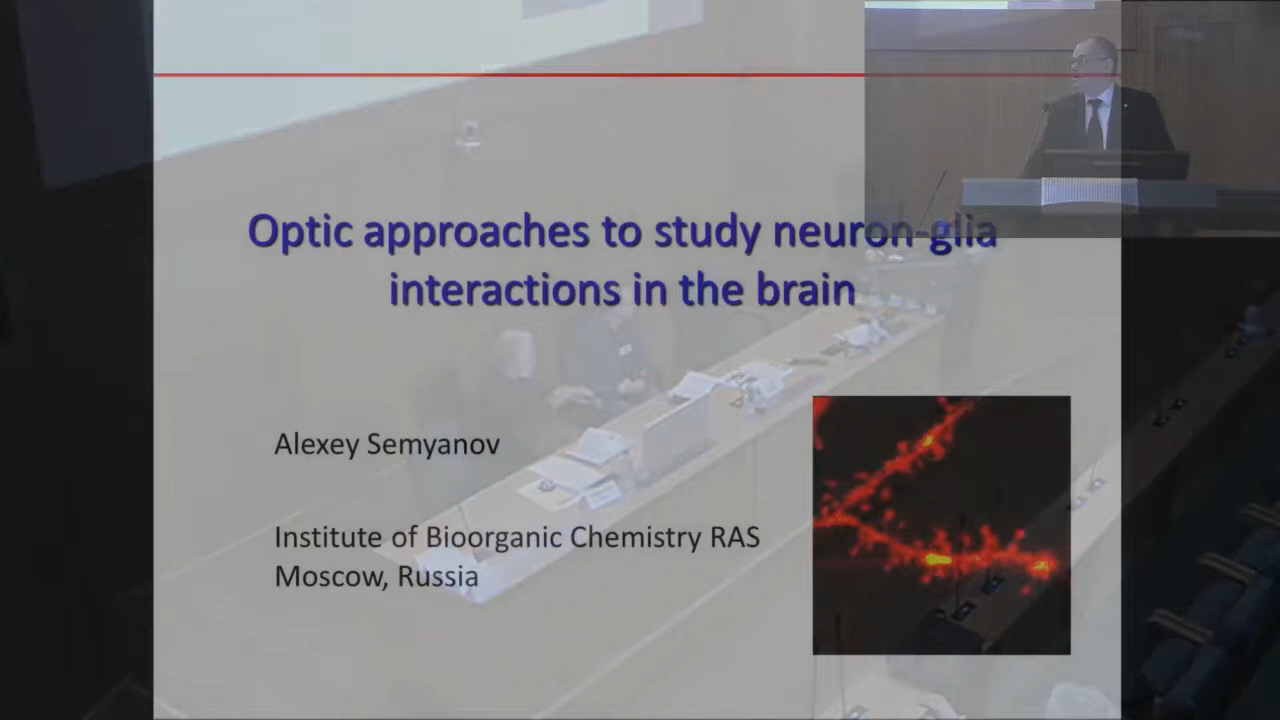 Optic approaches to study neuron-glia
interactions in the brain
Alexey Semyanov
Institute of Bioorganic Chemistry RAS
Moscow, Russia